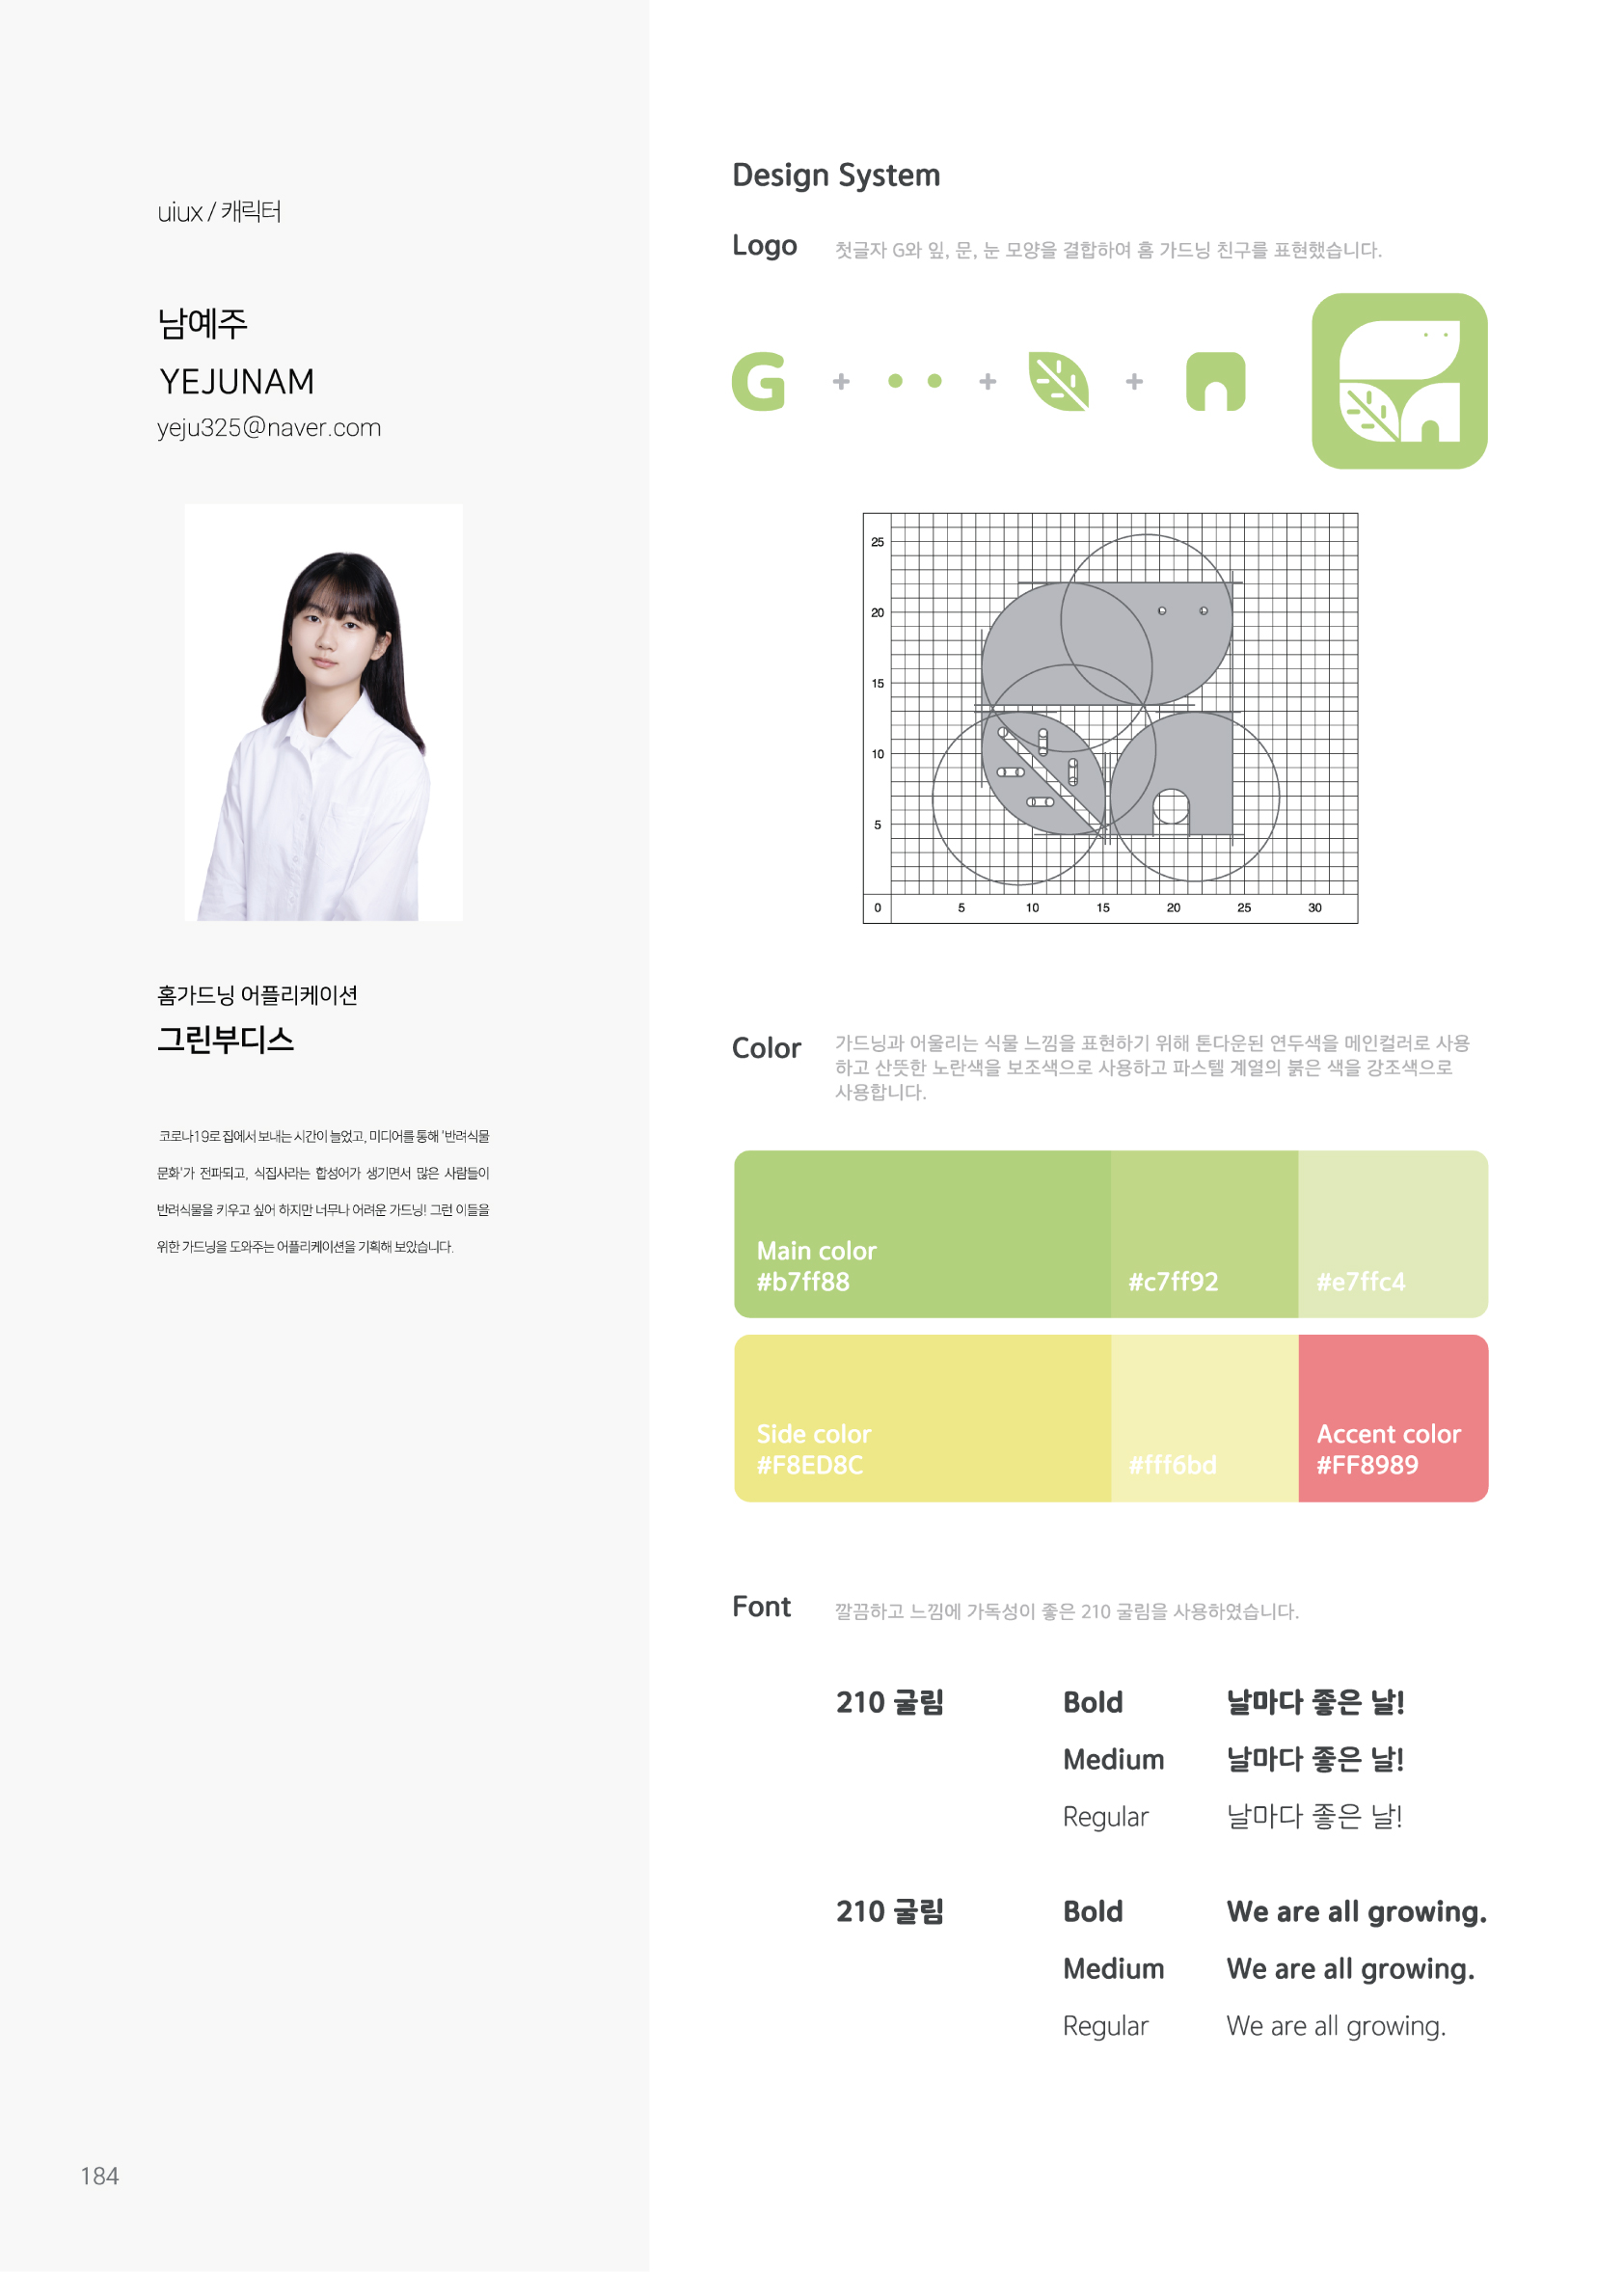 uiux / 캐릭터
남예주
YEJUNAM
yeju325@naver.com
홈가드닝 어플리케이션
그린부디스
코로나19로 집에서 보내는 시간이 늘었고, 미디어를 통해 '반려식물
문화'가 전파되고, 식집사라는 합성어가 생기면서 많은 사람들이
반려식물을 키우고 싶어 하지만 너무나 어려운 가드닝! 그런 이들을
위한 가드닝을 도와주는 어플리케이션을 기획해 보았습니다.
184
Design System
Logo 첫글자 G와 잎, 문, 눈 모양을 결합하여 홈 가드닝 친구를 표현했습니다.
G + + +
25
20
15
10
5
0 5 10 15 20 25 30
Color 가드닝과 어울리는 식물 느낌을 표현하기 위해 톤다운된 연두색을 메인컬러로 사용
하고 산뜻한 노란색을 보조색으로 사용하고 파스텔 계열의 붉은 색을 강조색으로
사용합니다.
Main color
#b7ff88 #c7ff92 #e7ffc4
Side color Accent color
#F8ED8C #fff6bd #FF8989
Font 깔끔하고 느낌에 가독성이 좋은 210 굴림을 사용하였습니다.
210 굴림 Bold 날마다 좋은 날!
Medium 날마다 좋은 날!
Regular 날마다 좋은 날!
210 굴림 Bold We are all growing.
Medium We are all growing.
Regular We are all growing.